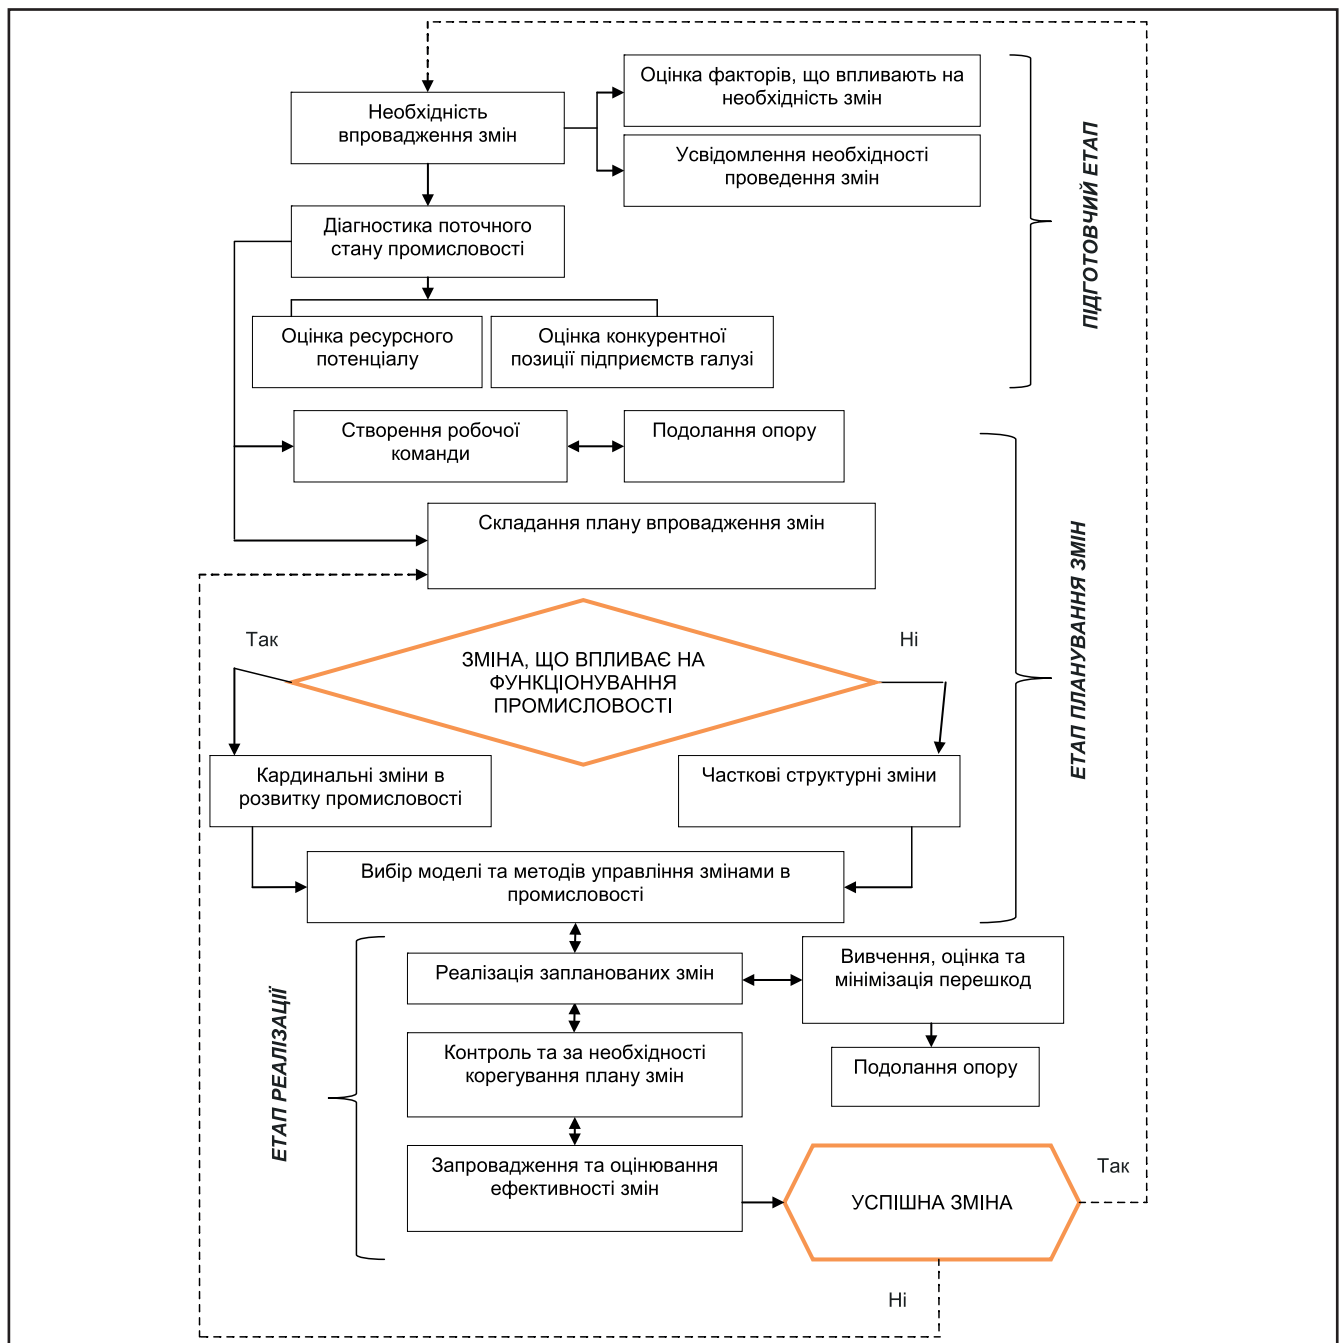 Необхідність
впровадження змін
Оцінка факторів, що впливають на
необхідність змін
Усвідомлення необхідності
проведення змін
Діагностика поточного
стану промисловості
Оцінка ресурсного
потенціалу
Оцінка конкурентної
позиції підприємств галузі
ПІДГОТОВЧИЙ ЕТАП
Створення робочої
команди
Подолання опору
Складання плану впровадження змін
Так
Ні
ЗМІНА, ЩО ВПЛИВАЄ НА
ФУНКЦІОНУВАННЯ
ПРОМИСЛОВОСТІ
Кардинальні зміни в
розвитку промисловості
Часткові структурні зміни
Вибір моделі та методів управління змінами в
промисловості
ЕТАП ПЛАНУВАННЯ ЗМІН
Реалізація запланованих змін
Вивчення, оцінка та
мінімізація перешкод
Контроль та за необхідності
корегування плану змін
Подолання опору
Запровадження та оцінювання
ефективності змін
ЕТАП РЕАЛІЗАЦІЇ
УСПІШНА ЗМІНА
Так
Ні